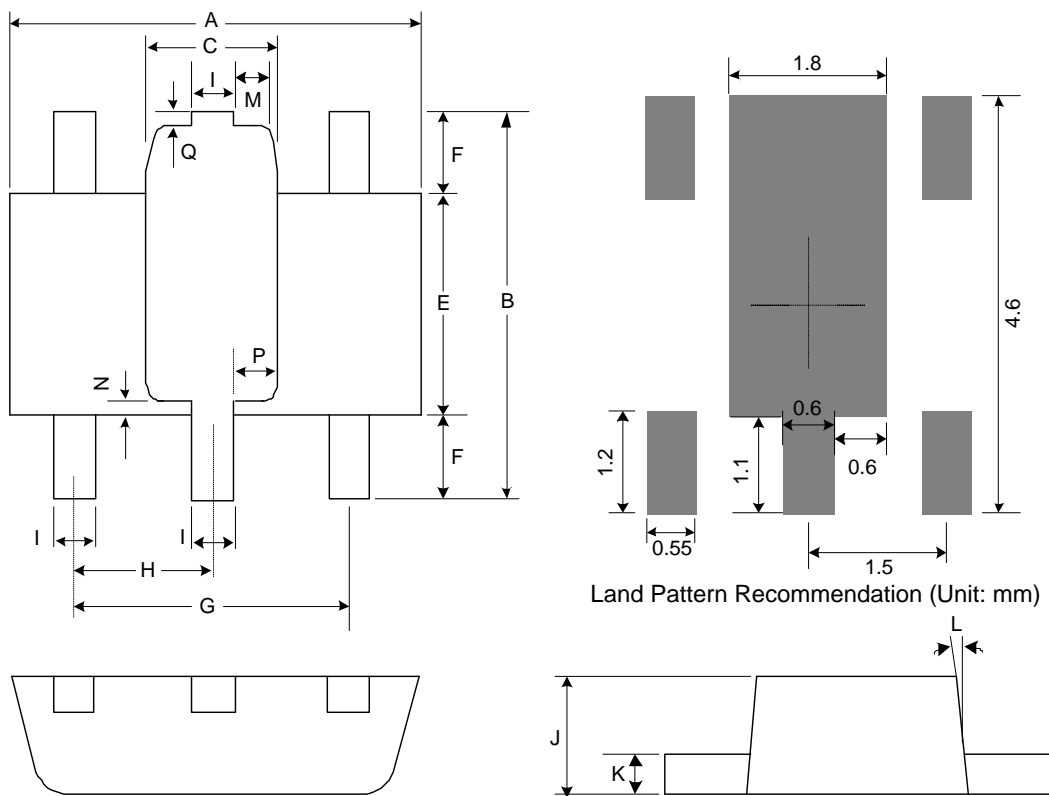 A
C
I
M
Q
F
E
B
P
N
F
I
I
H
G
1.8
4.6
0.6
1.2
1.1
0.6
0.55
1.5
Land Pattern Recommendation (Unit: mm)
L
J
K